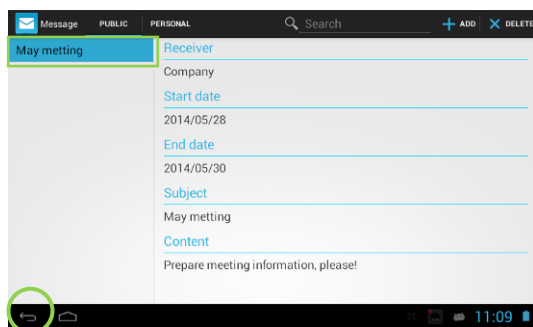 Message PUBLIC PERSONAL Search ADD DELETE
May metting
Receiver
Company
Start date
2014/05/28
End date
2014/05/30
Subject
May metting
Content
Prepare meeting information, please!
11:09